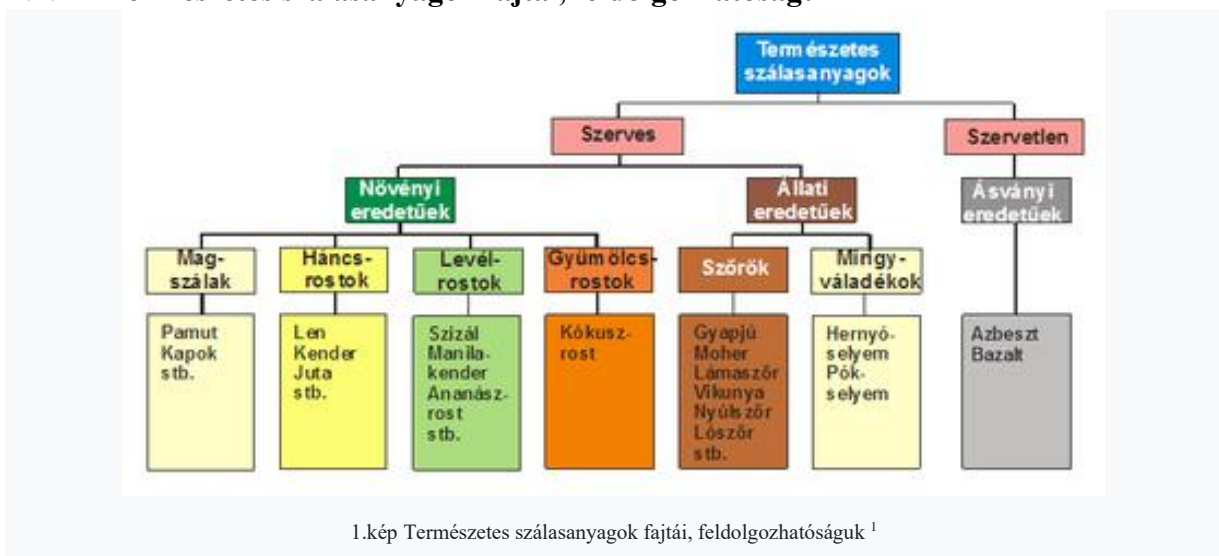 Természetes
szálasanyagok
Szerves
Szervetlen
Növényi
eredetűek
Állati
eredetűek
Ásványi
eredetűek
Mag-
szálak
Háncs-
rostok
Levél-
rostok
Gyümölcs-
rostok
Szőrök
Mirigy-
váladékok
Pamut
Kapok
stb.
Len
Kender
Juta
stb.
Szizál
Manila-
kender
Ananász-
rost
stb.
Kókusz-
rost
Gyapjú
Moher
Lámaszőr
Vikunya
Nyúlszőr
Lószőr
stb.
Hernyó-
selyem
Pók-
selyem
Azbeszt
Bazalt
1.kép Természetes szálasanyagok fajtái, feldolgozhatóságuk 1